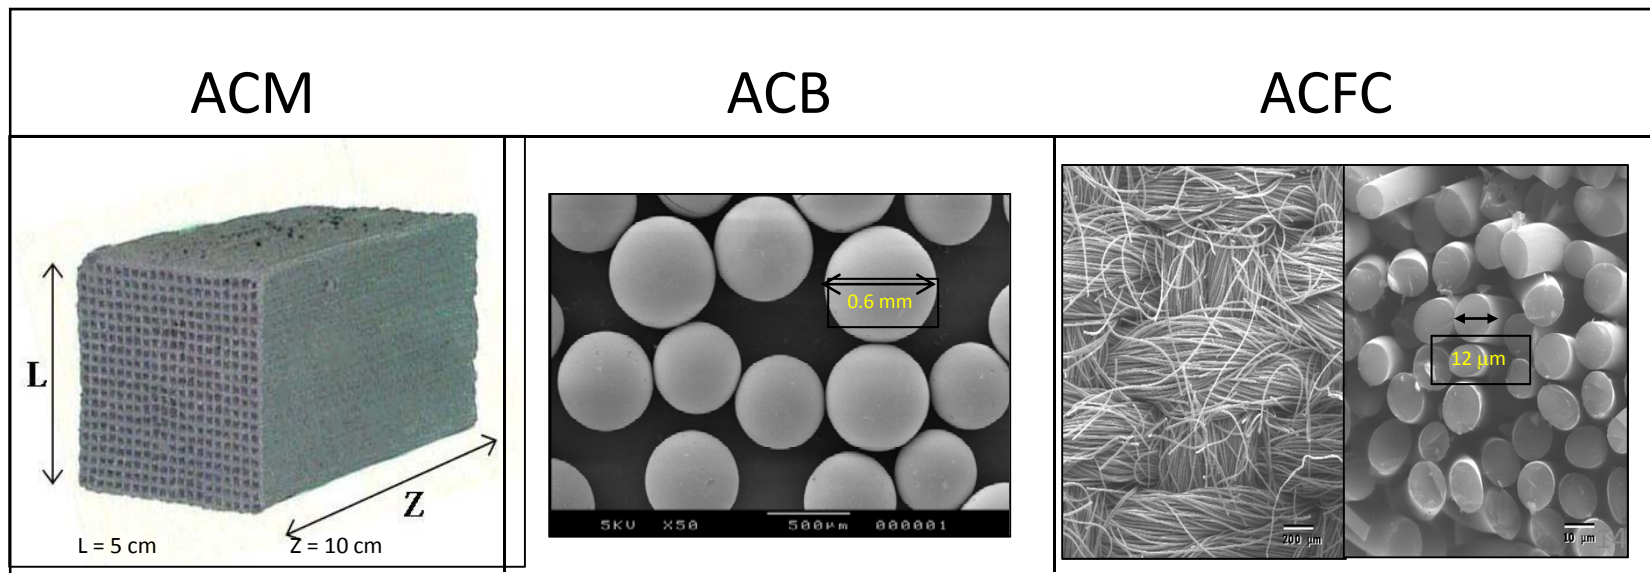 ACM
ACB
ACFC
L
Z
L = 5 cm
Z = 10 cm
0.6 mm
5KV X50 500µm 000001
12 µm
200 µm
10 µm
14